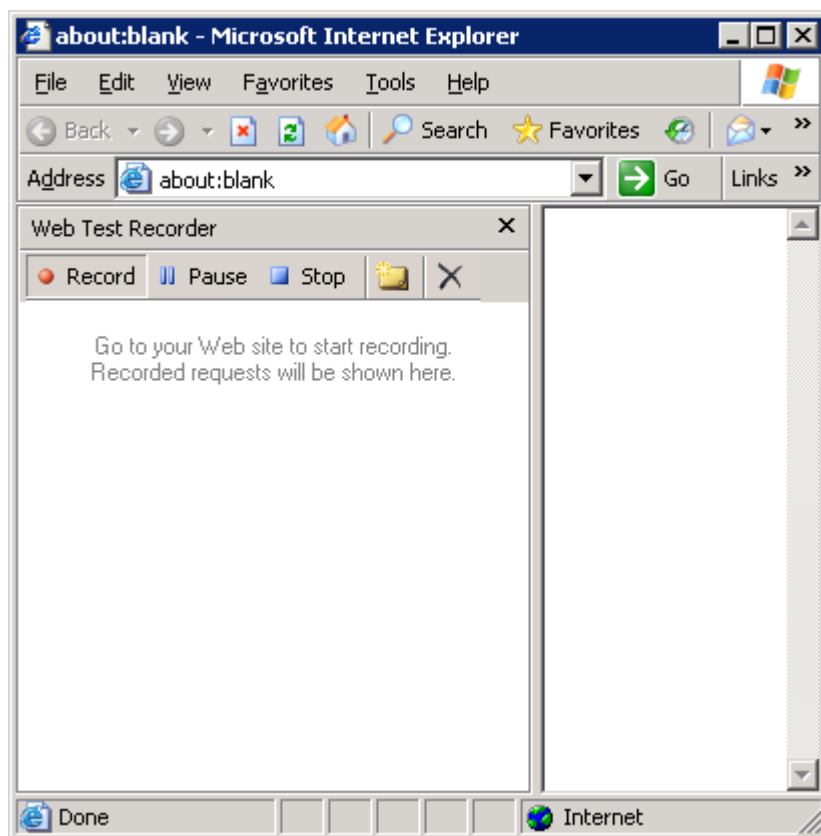 about:blank - Microsoft Internet Explorer
File Edit View Favorites Tools Help
Back Search Favorites »
Address about:blank Go Links »
Web Test Recorder
Record Pause Stop
Go to your Web site to start recording.
Recorded requests will be shown here.
Done Internet